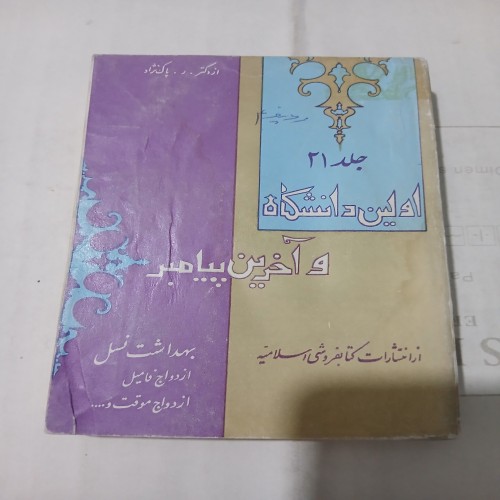 از دکتر . ر . پاک‌نژاد
جلد ۲۱
اولین دانشگاه
و آخرین پیامبر
بهداشت نسل
ازدواج فامیل
ازدواج موقت و....
از انتشارات کتابفروشی اسلامیه